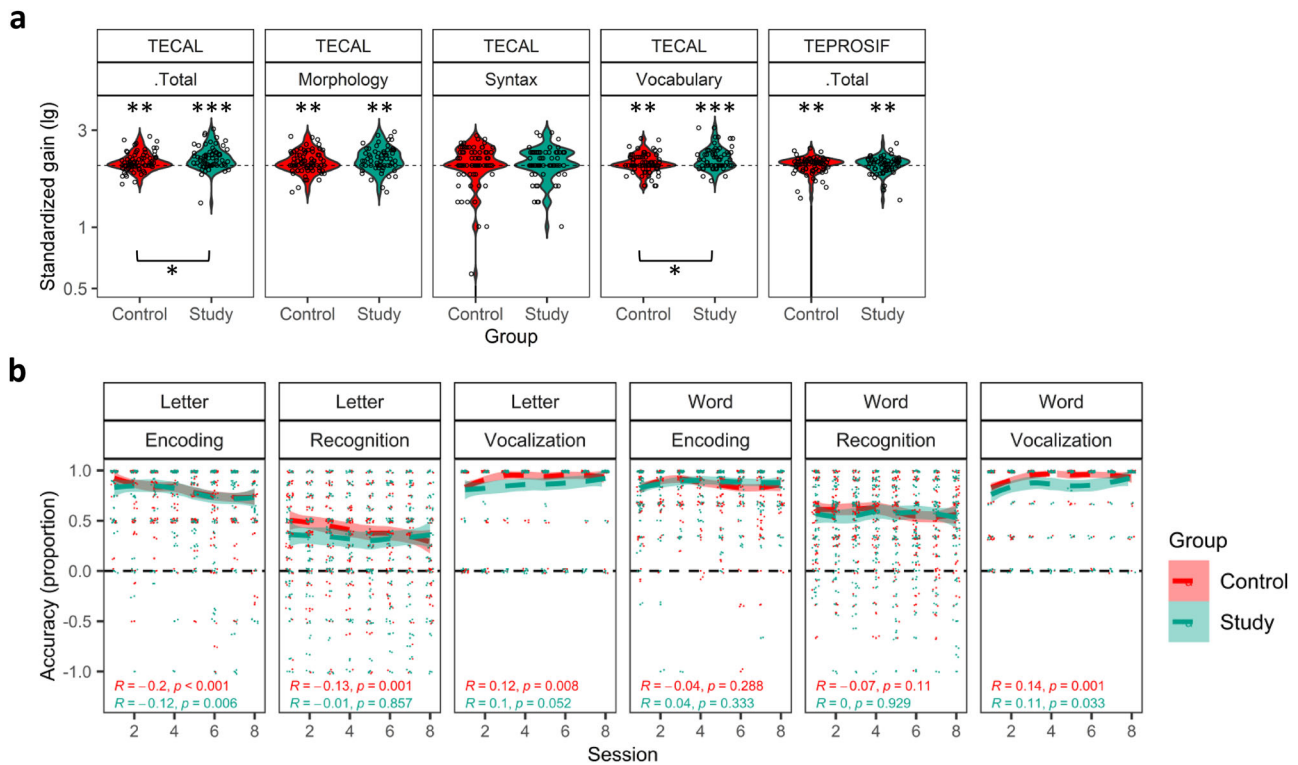 a
TECAL TECAL TECAL TECAL TEPROSIF
.Total Morphology Syntax Vocabulary .Total
** *** ** ** ** *** ** **
Standardized gain (lg)
3
1
0.5
* *
Control Study Control Study Control Study Control Study Control Study
Group
b
Letter Letter Letter Word Word Word
Encoding Recognition Vocalization Encoding Recognition Vocalization
Accuracy (proportion)
1.0
0.5
0.0
-0.5
-1.0
R = −0.2, p < 0.001 R = −0.13, p = 0.001 R = 0.12, p = 0.008 R = −0.04, p = 0.288 R = −0.07, p = 0.11 R = 0.14, p = 0.001
R = −0.12, p = 0.006 R = −0.01, p = 0.857 R = 0.1, p = 0.052 R = 0.04, p = 0.333 R = 0, p = 0.929 R = 0.11, p = 0.033
2 4 6 8 2 4 6 8 2 4 6 8 2 4 6 8 2 4 6 8 2 4 6 8
Session
Group
Control
Study